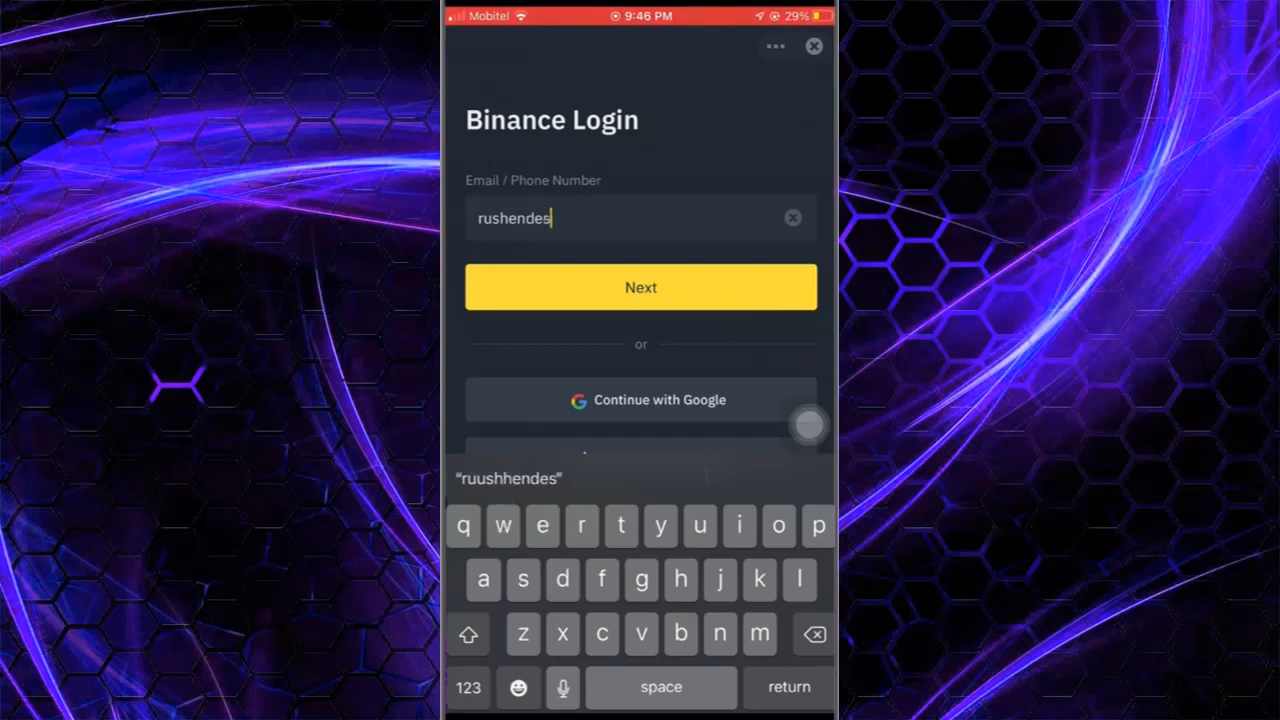 Mobitel 9:46 PM 29%
Binance Login
Email / Phone Number
rushendes
Next
or
Continue with Google
“ruushhendes”
q w e r t y u i o p
a s d f g h j k l
z x c v b n m
123 space return